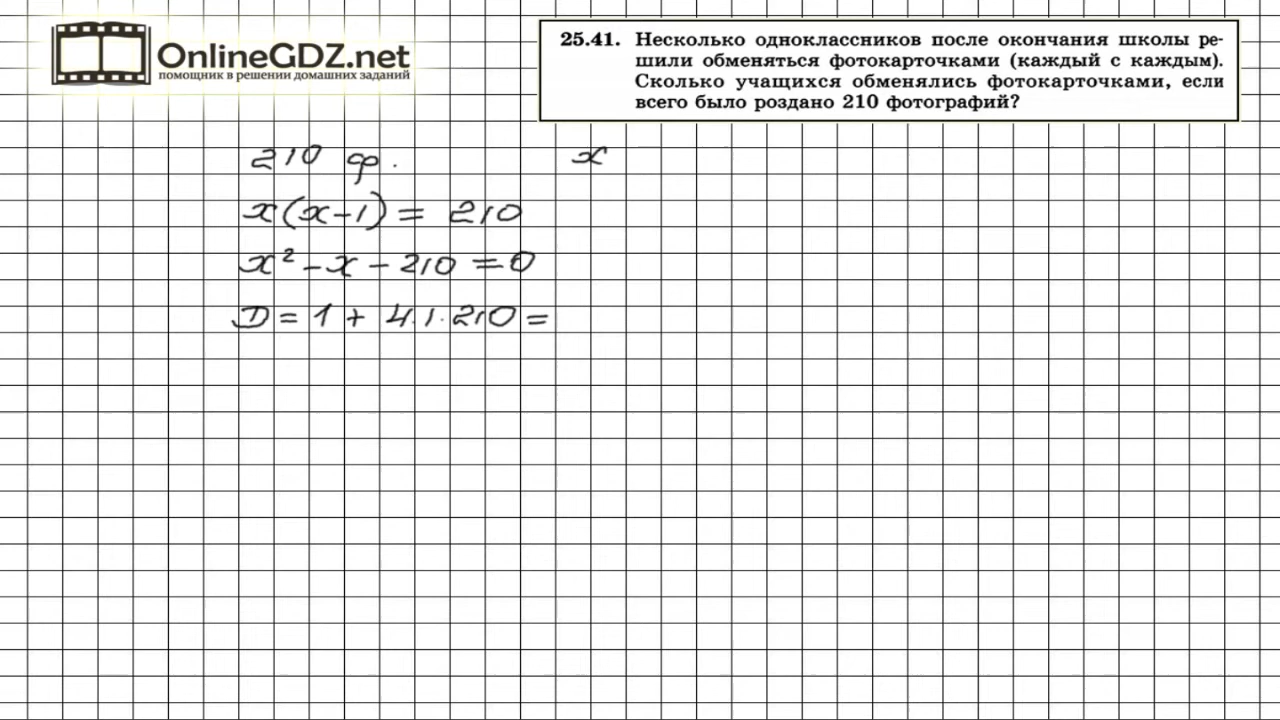 OnlineGDZ.net
помощник в решении домашних заданий
25.41. Несколько одноклассников после окончания школы ре-
шили обменяться фотокарточками (каждый с каждым).
Сколько учащихся обменялись фотокарточками, если
всего было роздано 210 фотографий?
210 ф. x
x(x-1) = 210
x² - x - 210 = 0
D = 1 + 4.1.210 =